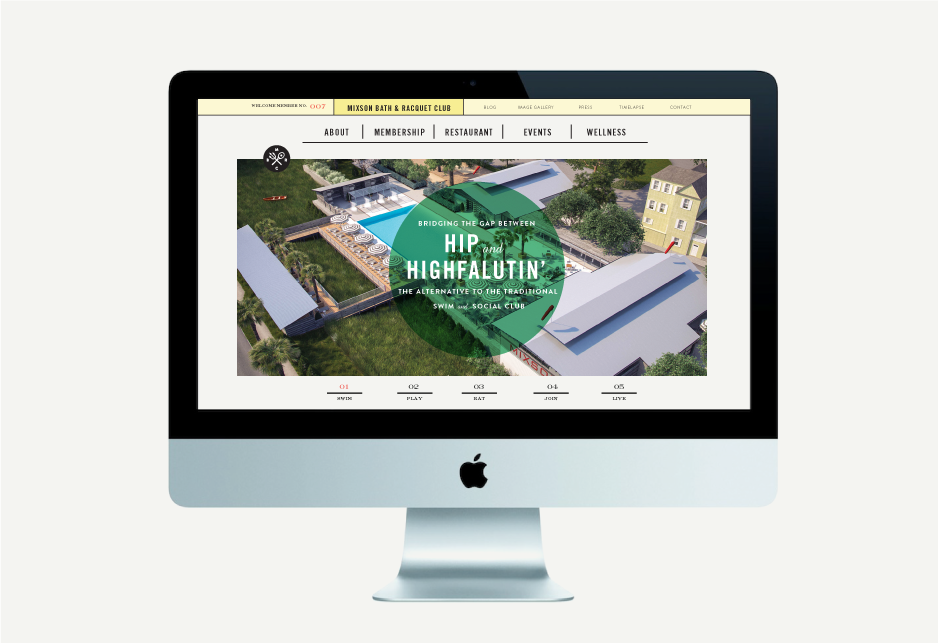 WELCOME MEMBER NO. 007
MIXSON BATH & RACQUET CLUB
BLOG IMAGE GALLERY PRESS TIMELAPSE CONTACT
ABOUT MEMBERSHIP RESTAURANT EVENTS WELLNESS
BRIDGING THE GAP BETWEEN
HIP and
HIGHFALUTIN'
THE ALTERNATIVE TO THE TRADITIONAL
SWIM and SOCIAL CLUB
MIXSON
01 02 03 04 05
SWIM PLAY EAT JOIN LIVE